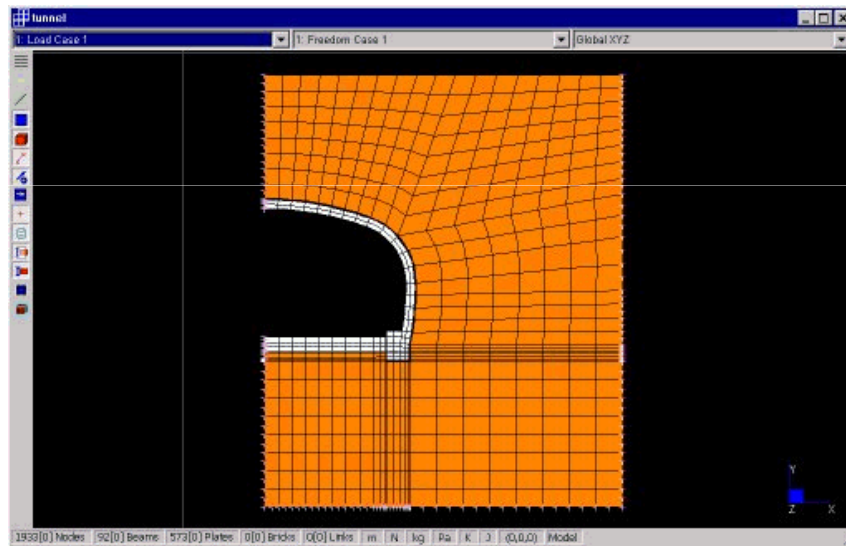 tunnel
1: Load Case 1 1: Freedom Case 1 Global XYZ
Y
Z X
1933[0] Nodes 92[0] Beams 573[0] Plates 0[0] Bricks 0[0] Links m N kg Pa K J (0,0,0) Model